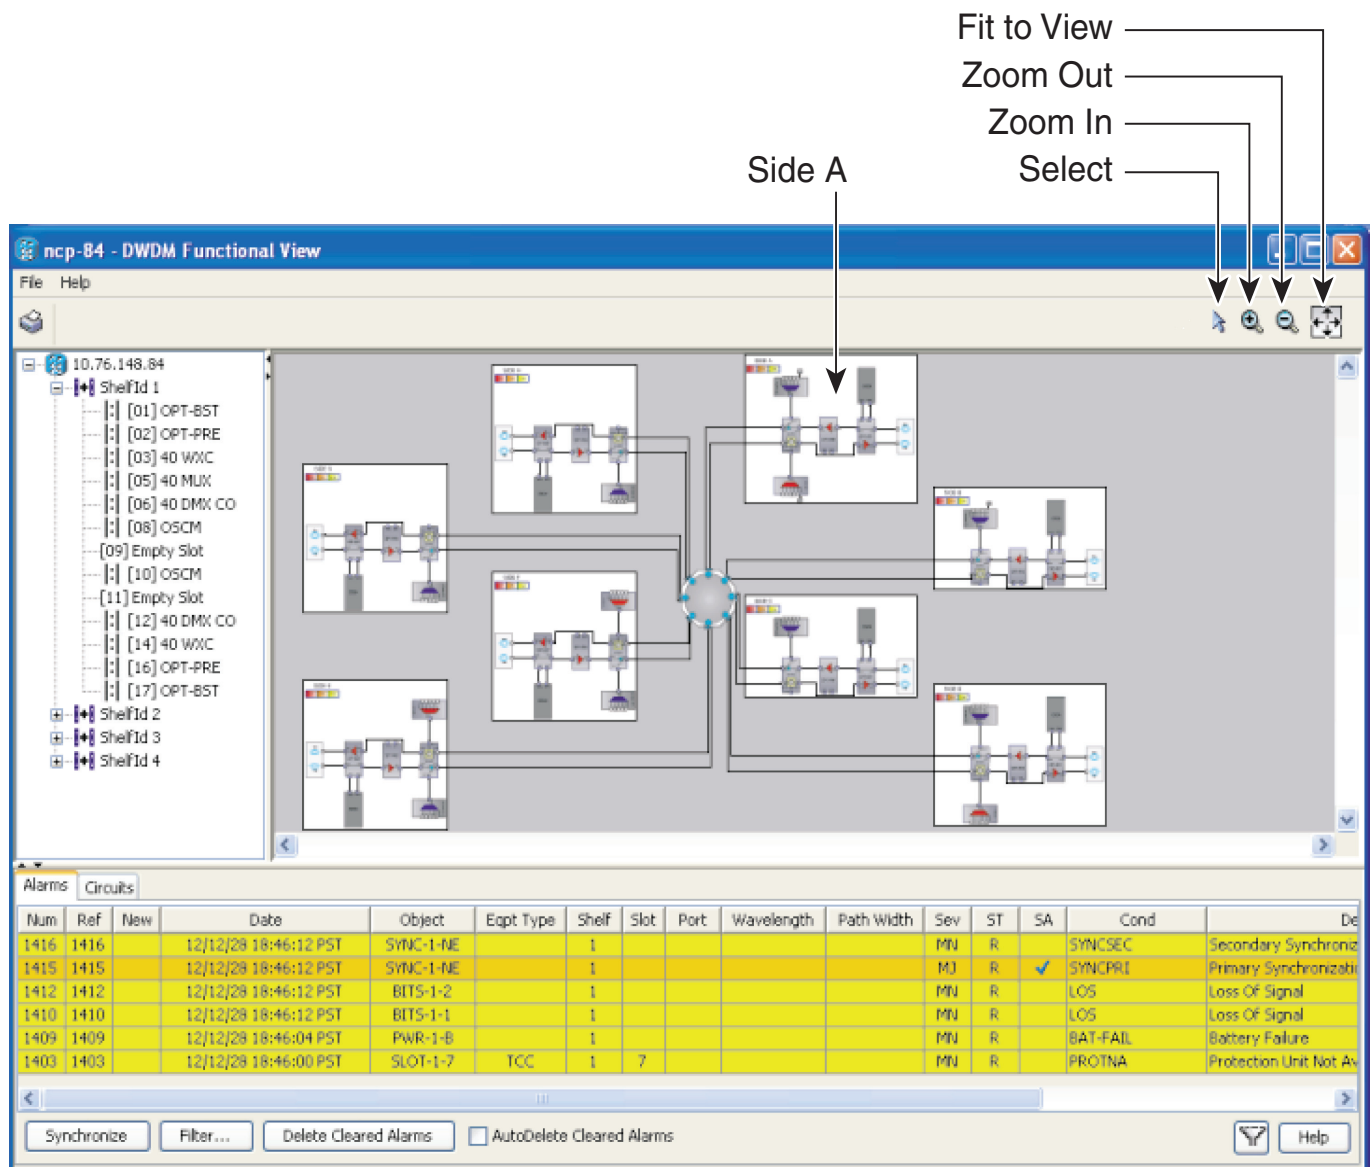 Fit to View
Zoom Out
Zoom In
Select
Side A
ncp-84 - DWDM Functional View
File Help
10.76.148.84
ShelfId 1
[01] OPT-BST
[02] OPT-PRE
[03] 40 WXC
[05] 40 MUX
[06] 40 DMX CO
[08] OSCM
[09] Empty Slot
[10] OSCM
[11] Empty Slot
[12] 40 DMX CO
[14] 40 WXC
[16] OPT-PRE
[17] OPT-BST
ShelfId 2
ShelfId 3
ShelfId 4
SIDE A
Alarms Circuits
Num Ref New Date Object Eqpt Type Shelf Slot Port Wavelength Path Width Sev ST SA Cond De
1416 1416 12/12/28 18:46:12 PST SYNC-1-NE 1 MN R SYNCSEC Secondary Synchroniz
1415 1415 12/12/28 18:46:12 PST SYNC-1-NE 1 MJ R SYNCPRI Primary Synchronizatio
1412 1412 12/12/28 18:46:12 PST BITS-1-2 1 MN R LOS Loss Of Signal
1410 1410 12/12/28 18:46:12 PST BITS-1-1 1 MN R LOS Loss Of Signal
1409 1409 12/12/28 18:46:04 PST PWR-1-B 1 MN R BAT-FAIL Battery Failure
1403 1403 12/12/28 18:46:00 PST SLOT-1-7 TCC 1 7 MN R PROTNA Protection Unit Not Av
Synchronize Filter... Delete Cleared Alarms AutoDelete Cleared Alarms Help